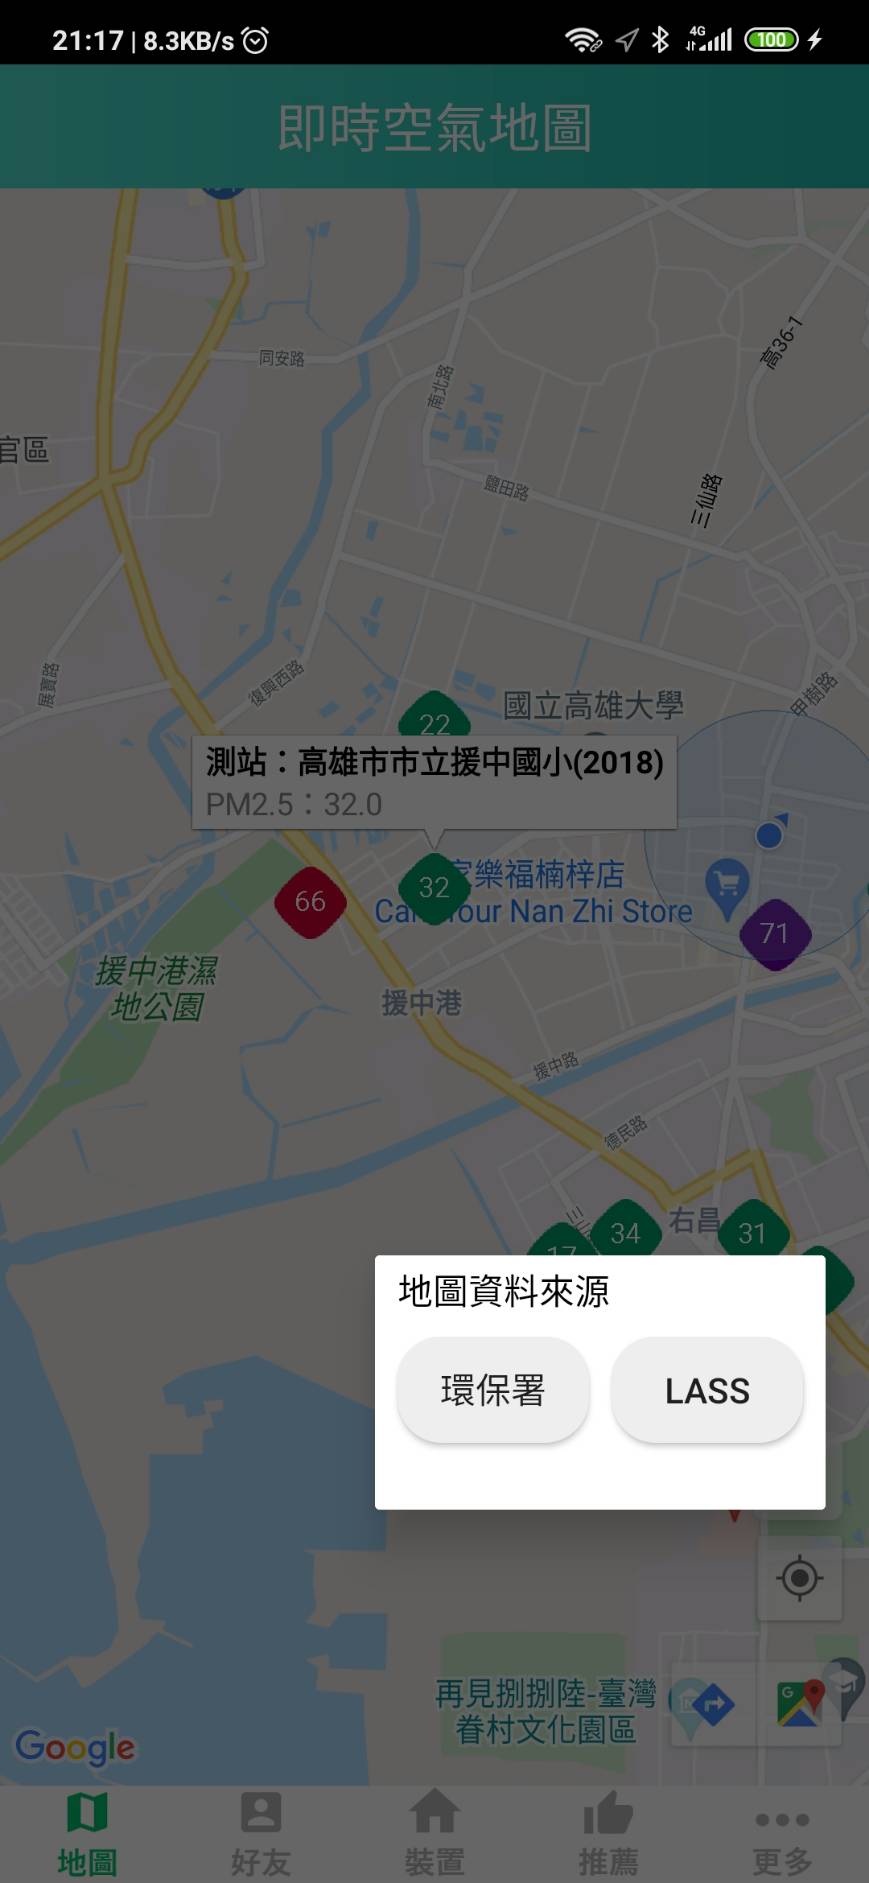 21:17 | 8.3KB/s
4G
100
即時空氣地圖
高36-1
同安路
南北路
官區
鹽田路
三仙路
展寶路
復興西路
甲樹路
22
國立高雄大學
測站：高雄市市立援中國小(2018)
PM2.5：32.0
32
家樂福楠梓店
66
Carrefour Nan Zhi Store
71
援中港濕
地公園
援中港
援中路
德民路
右昌
34
31
17
地圖資料來源
環保署
LASS
再見捌捌陸-臺灣
眷村文化園區
G
Google
地圖
好友
裝置
推薦
更多